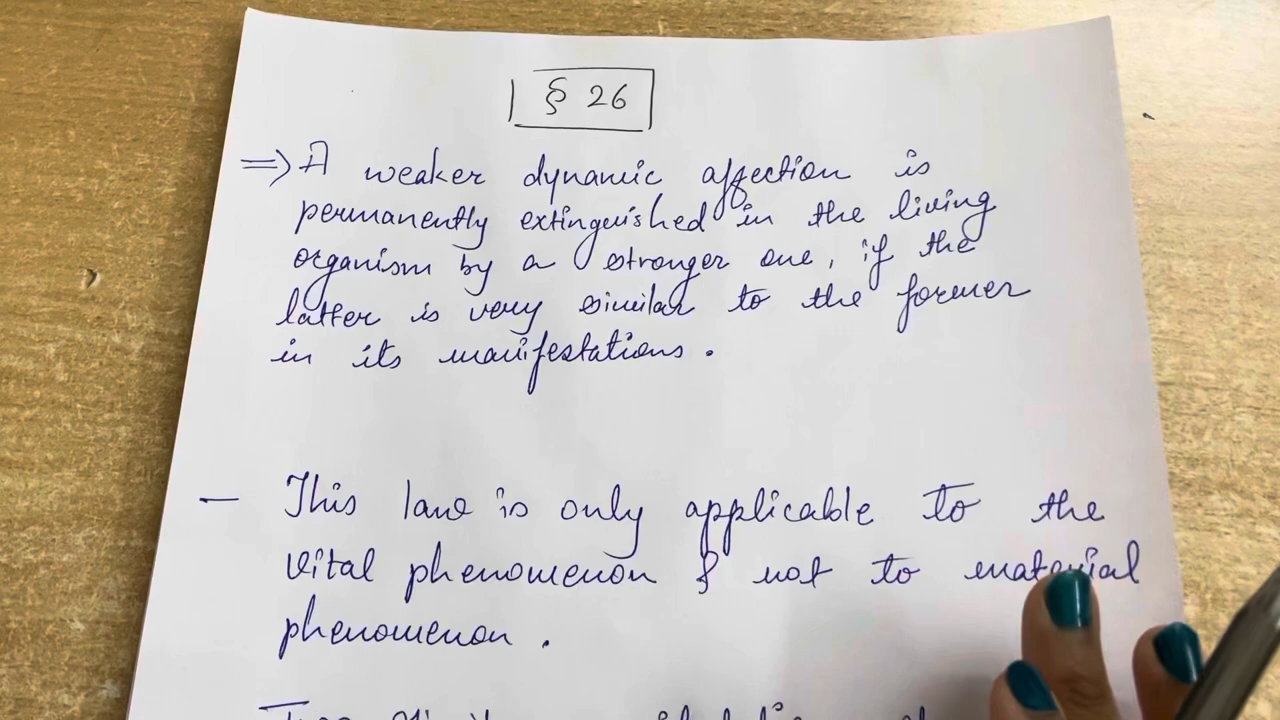 § 26
⇒ A weaker dynamic affection is
permanently extinguished in the living
organism by a stronger one, if the
latter is very similar to the former
in its manifestations.
— This law is only applicable to the
vital phenomenon & not to material
phenomenon.